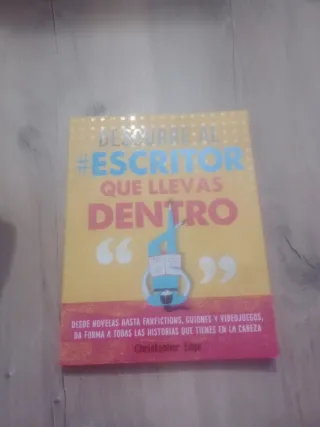 DESCUBRE AL
#ESCRITOR
QUE LLEVAS
DENTRO
“ ”
DESDE NOVELAS HASTA FANFICTIONS, GUIONES Y VIDEOJUEGOS,
DA FORMA A TODAS LAS HISTORIAS QUE TIENES EN LA CABEZA
Christopher Edge